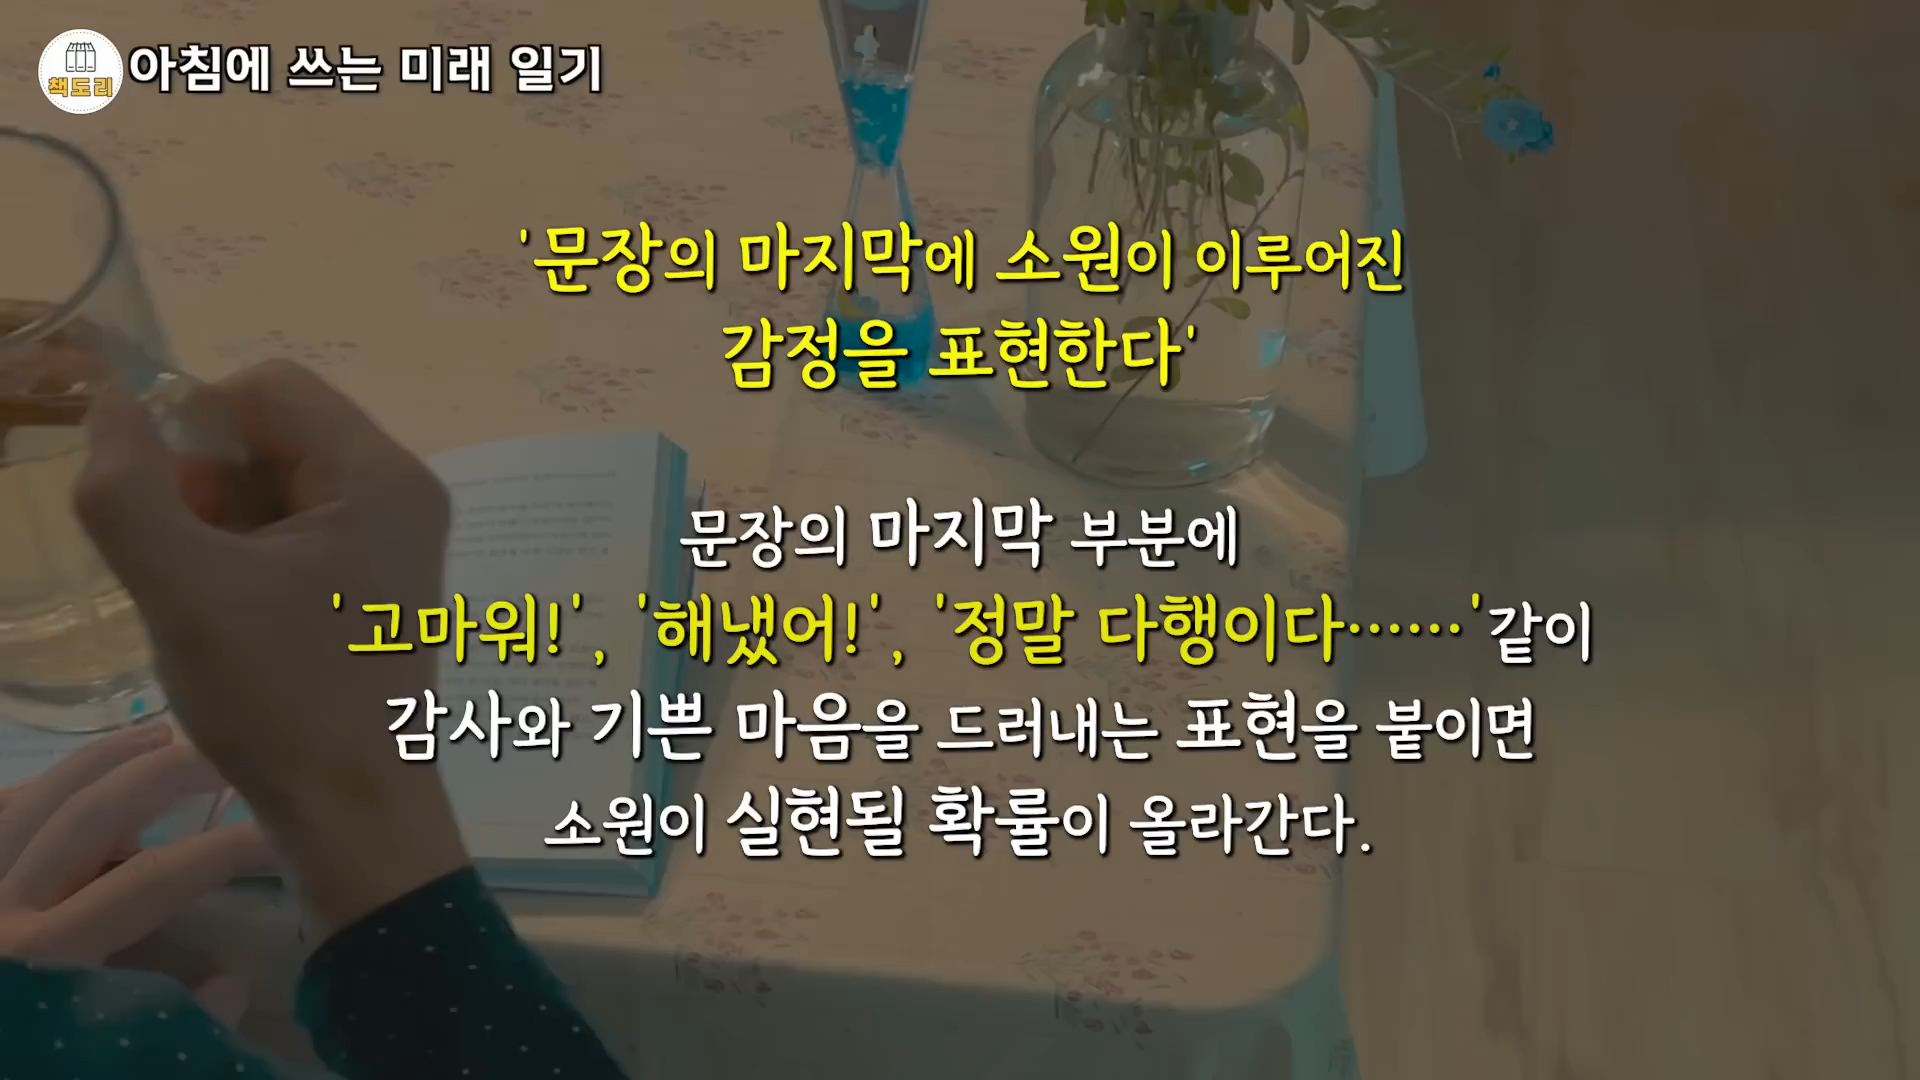 책도리
아침에 쓰는 미래 일기
'문장의 마지막에 소원이 이루어진
감정을 표현한다'
문장의 마지막 부분에
'고마워!', '해냈어!', '정말 다행이다……'같이
감사와 기쁜 마음을 드러내는 표현을 붙이면
소원이 실현될 확률이 올라간다.